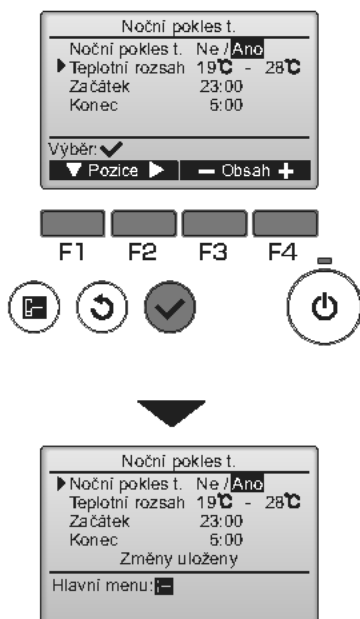 Noční pokles t.
Noční pokles t. Ne / Ano
Teplotní rozsah 19℃ - 28℃
Začátek 23:00
Konec 5:00
Výběr: ✔
▼ Pozice ▶ − Obsah +
F1 F2 F3 F4
Noční pokles t.
Noční pokles t. Ne / Ano
Teplotní rozsah 19℃ - 28℃
Začátek 23:00
Konec 5:00
Změny uloženy
Hlavní menu: